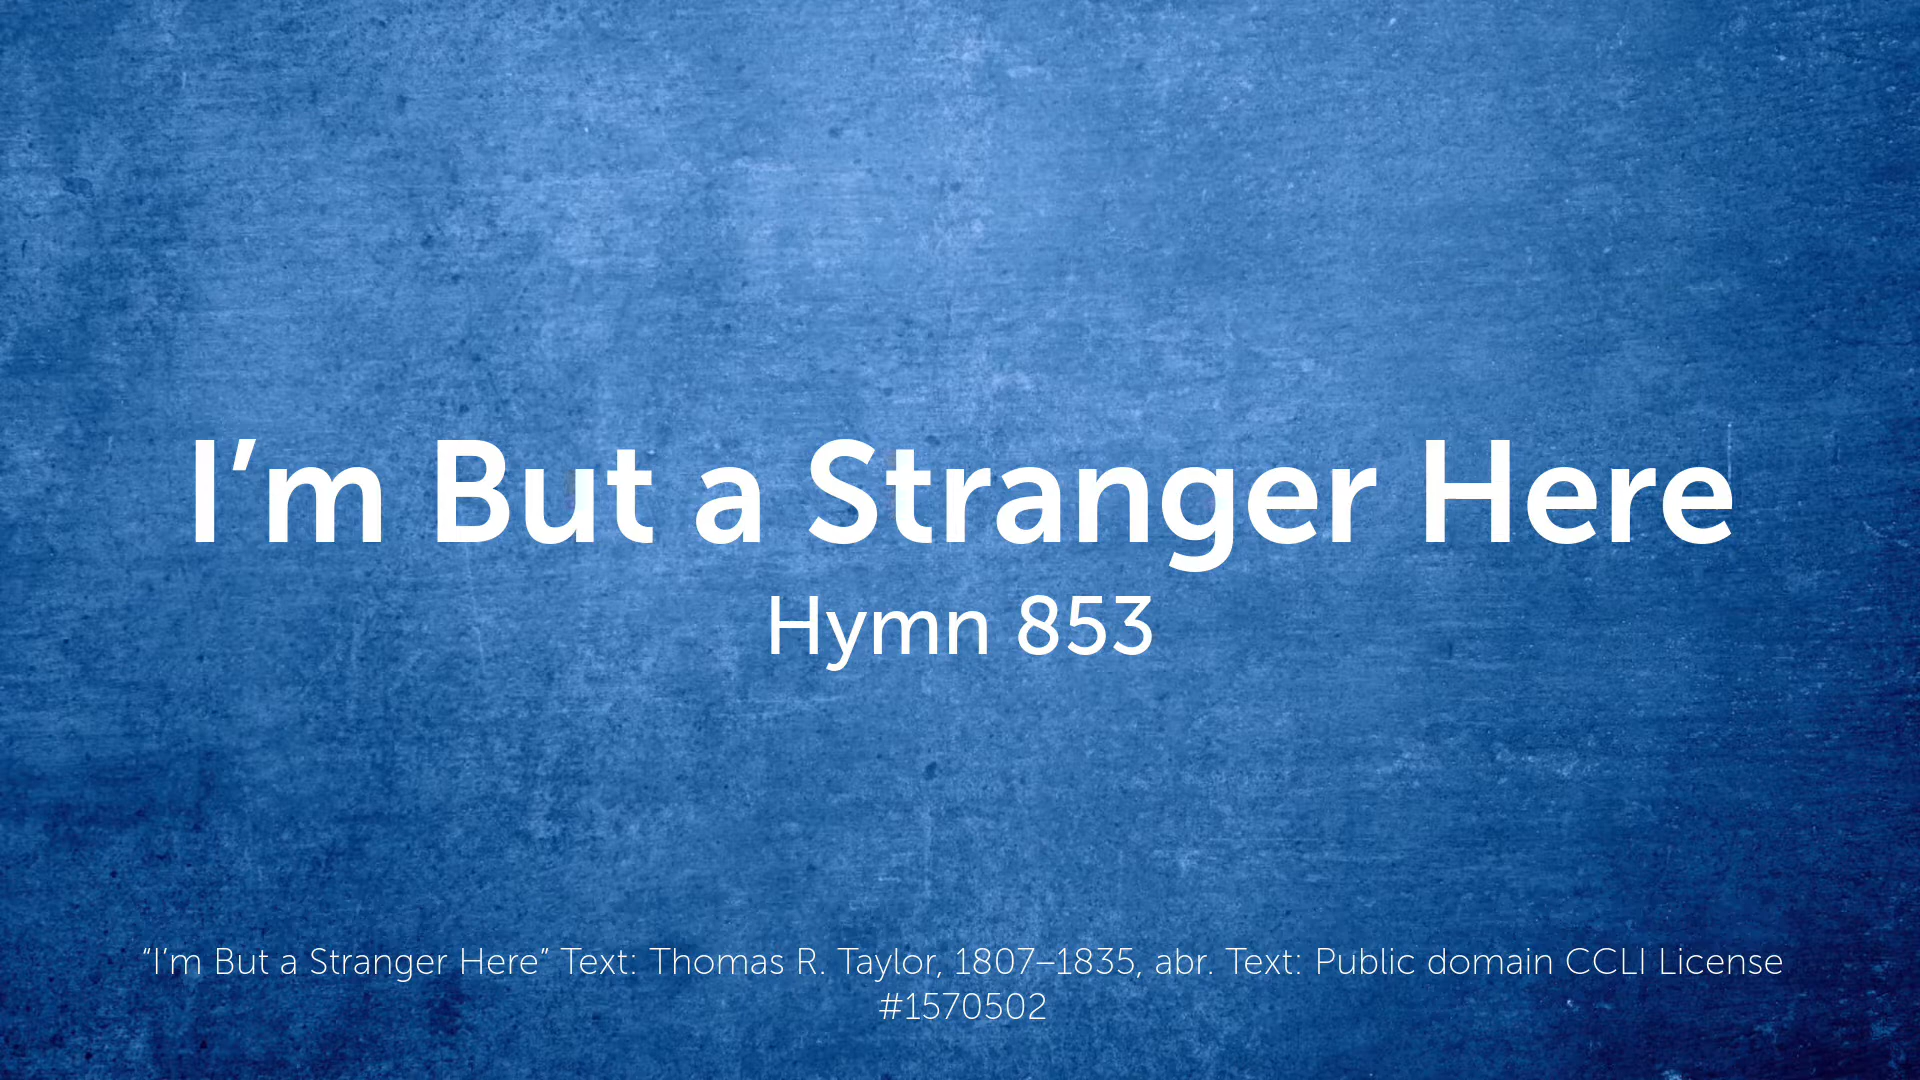 I’m But a Stranger Here
Hymn 853
“I’m But a Stranger Here” Text: Thomas R. Taylor, 1807–1835, abr. Text: Public domain CCLI License
#1570502